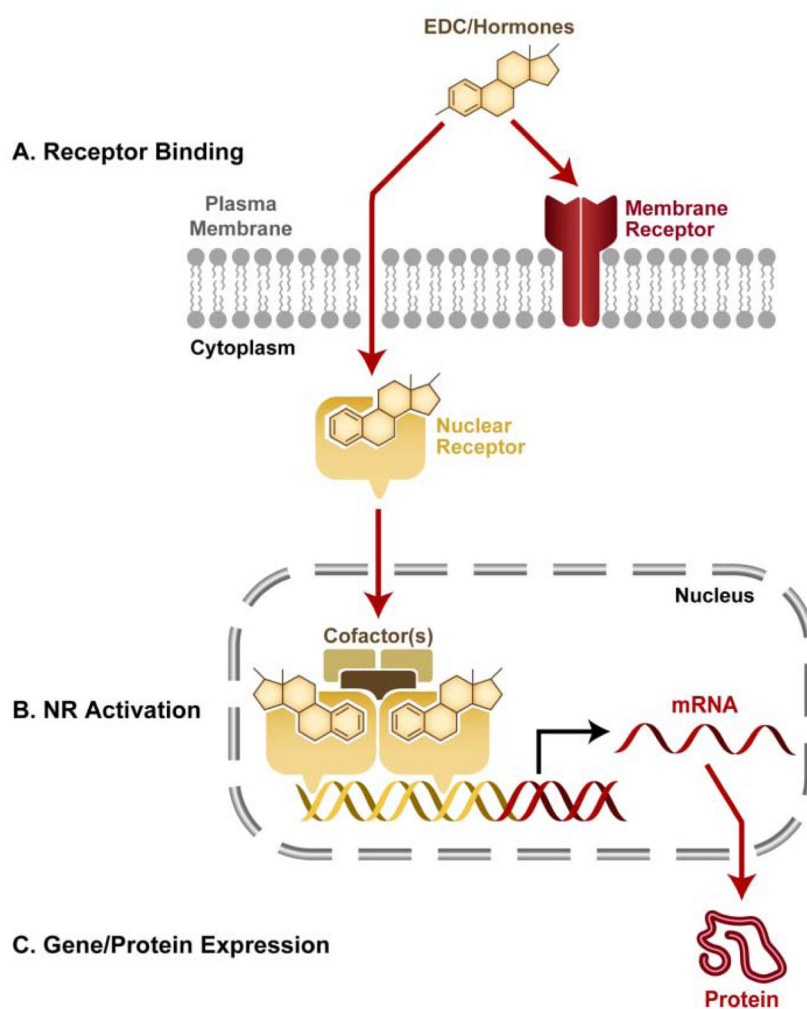 EDC/Hormones
A. Receptor Binding
Plasma
Membrane
Membrane
Receptor
Cytoplasm
Nuclear
Receptor
Nucleus
Cofactor(s)
B. NR Activation
mRNA
C. Gene/Protein Expression
Protein